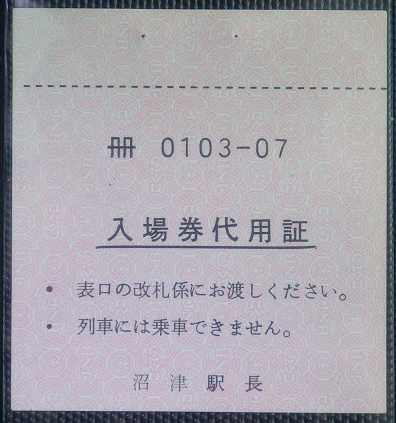 冊 0103-07
入場券代用証
• 表口の改札係にお渡しください。
• 列車には乗車できません。
沼津駅長